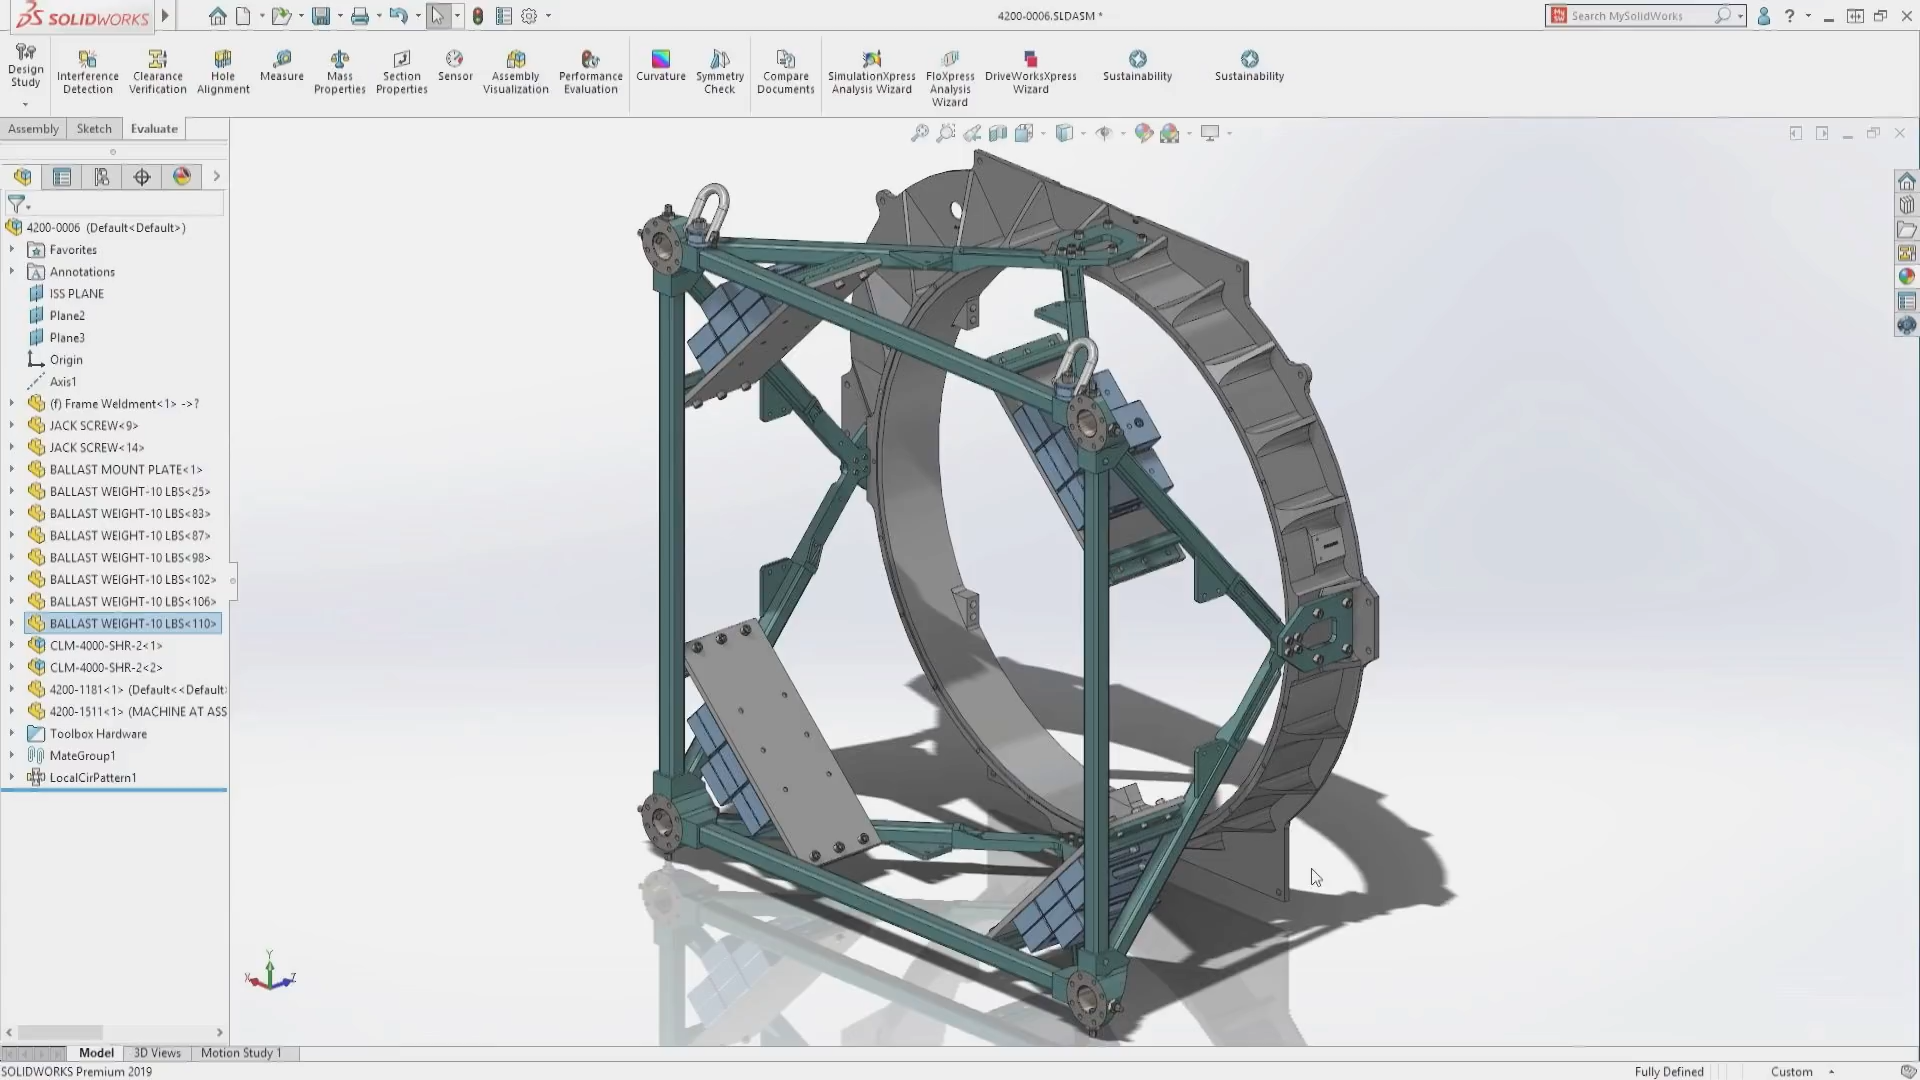 SOLIDWORKS
4200-0006.SLDASM *
Search MySolidWorks
Design Study
Interference Detection
Clearance Verification
Hole Alignment
Measure
Mass Properties
Section Properties
Sensor
Assembly Visualization
Performance Evaluation
Curvature
Symmetry Check
Compare Documents
SimulationXpress Analysis Wizard
FloXpress Analysis Wizard
DriveWorksXpress Wizard
Sustainability
Sustainability
Assembly
Sketch
Evaluate
4200-0006 (Default<Default>)
Favorites
Annotations
ISS PLANE
Plane2
Plane3
Origin
Axis1
(f) Frame Weldment<1> ->?
JACK SCREW<9>
JACK SCREW<14>
BALLAST MOUNT PLATE<1>
BALLAST WEIGHT-10 LBS<25>
BALLAST WEIGHT-10 LBS<83>
BALLAST WEIGHT-10 LBS<87>
BALLAST WEIGHT-10 LBS<98>
BALLAST WEIGHT-10 LBS<102>
BALLAST WEIGHT-10 LBS<106>
BALLAST WEIGHT-10 LBS<110>
CLM-4000-SHR-2<1>
CLM-4000-SHR-2<2>
4200-1181<1> (Default<<Default
4200-1511<1> (MACHINE AT ASS
Toolbox Hardware
MateGroup1
LocalCirPattern1
Y
X
Z
Model
3D Views
Motion Study 1
SOLIDWORKS Premium 2019
Fully Defined
Custom